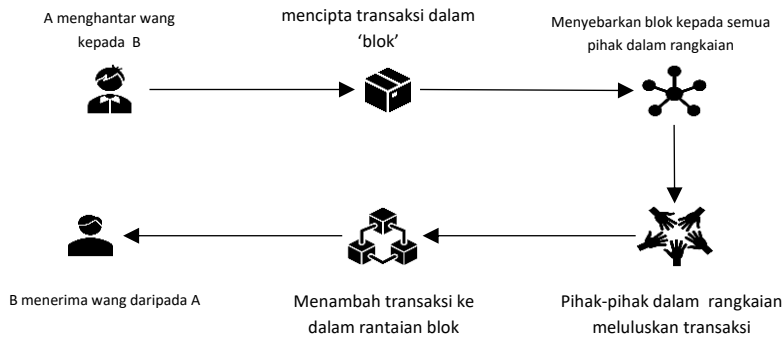 A menghantar wang
kepada B
mencipta transaksi dalam
‘blok’
Menyebarkan blok kepada semua
pihak dalam rangkaian
B menerima wang daripada A
Menambah transaksi ke
dalam rantaian blok
Pihak-pihak dalam rangkaian
meluluskan transaksi